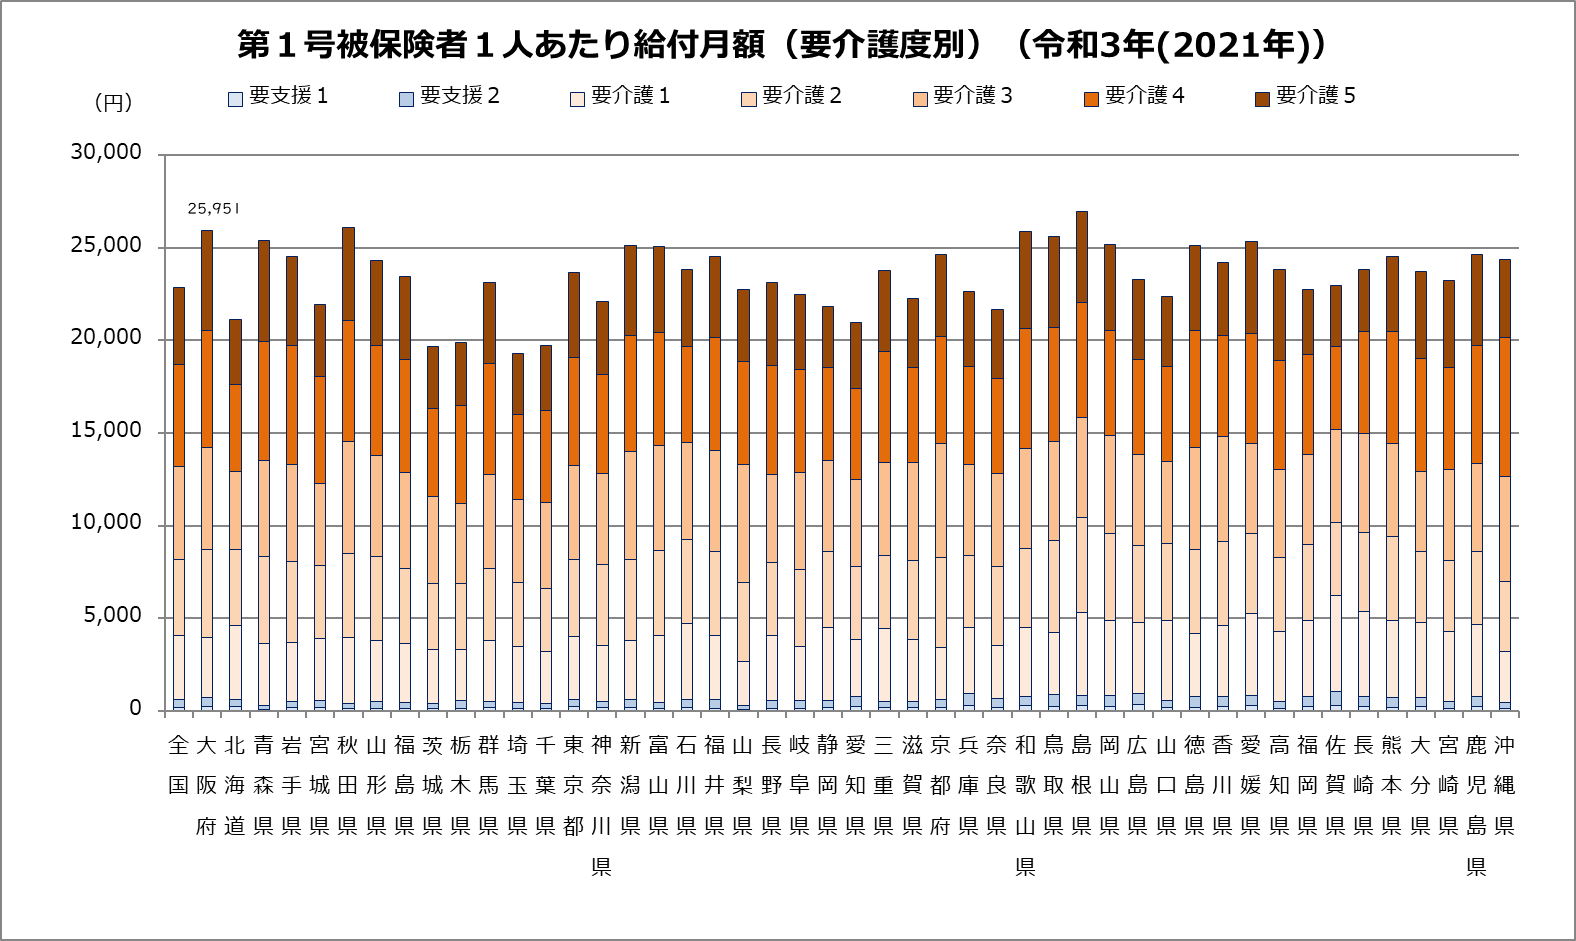 第１号被保険者１人あたり給付月額（要介護度別）（令和3年(2021年)）
（円）
要支援１ 要支援２ 要介護１ 要介護２ 要介護３ 要介護４ 要介護５
30,000
25,951
25,000
20,000
15,000
10,000
5,000
0
全国
大阪府
北海道
青森県
岩手県
宮城県
秋田県
山形県
福島県
茨城県
栃木県
群馬県
埼玉県
千葉県
東京都
神奈川県
新潟県
富山県
石川県
福井県
山梨県
長野県
岐阜県
静岡県
愛知県
三重県
滋賀県
京都府
兵庫県
奈良県
和歌山県
鳥取県
島根県
岡山県
広島県
山口県
徳島県
香川県
愛媛県
高知県
福岡県
佐賀県
長崎県
熊本県
大分県
宮崎県
鹿児島県
沖縄県